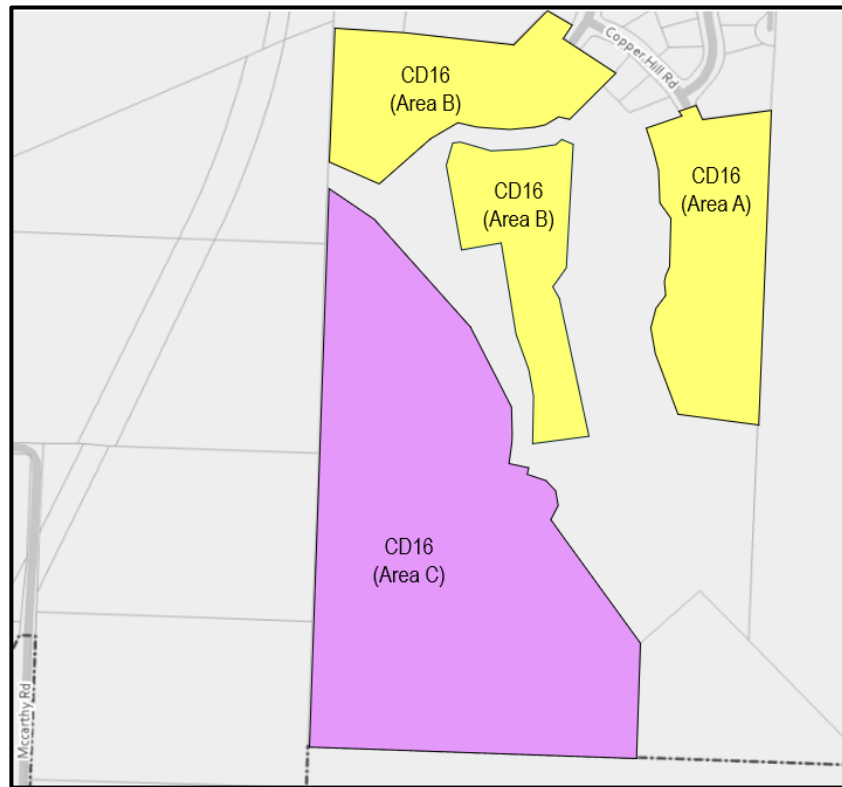 CD16
(Area B)
Copper Hill Rd
CD16
(Area B)
CD16
(Area A)
CD16
(Area C)
Mccarthy Rd